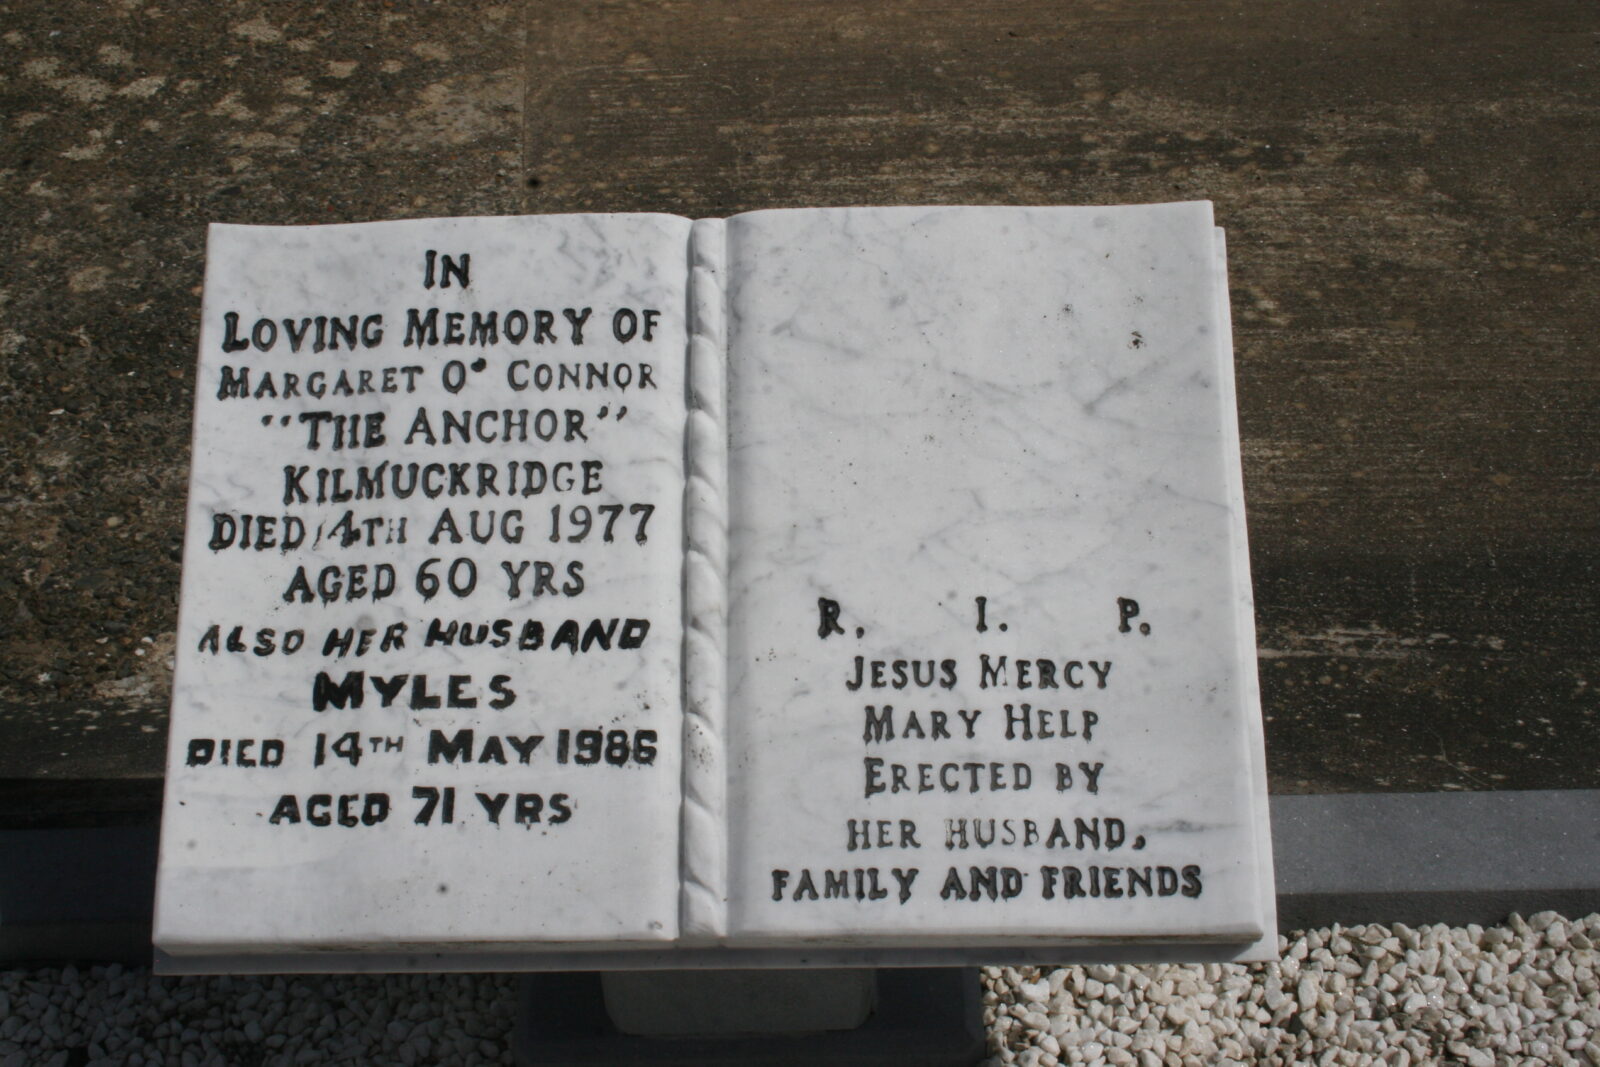 IN
LOVING MEMORY OF
MARGARET O' CONNOR
"THE ANCHOR"
KILMUCKRIDGE
DIED 14TH AUG 1977
AGED 60 YRS
ALSO HER HUSBAND
MYLES
DIED 14TH MAY 1986
AGED 71 YRS
R. I. P.
JESUS MERCY
MARY HELP
ERECTED BY
HER HUSBAND,
FAMILY AND FRIENDS